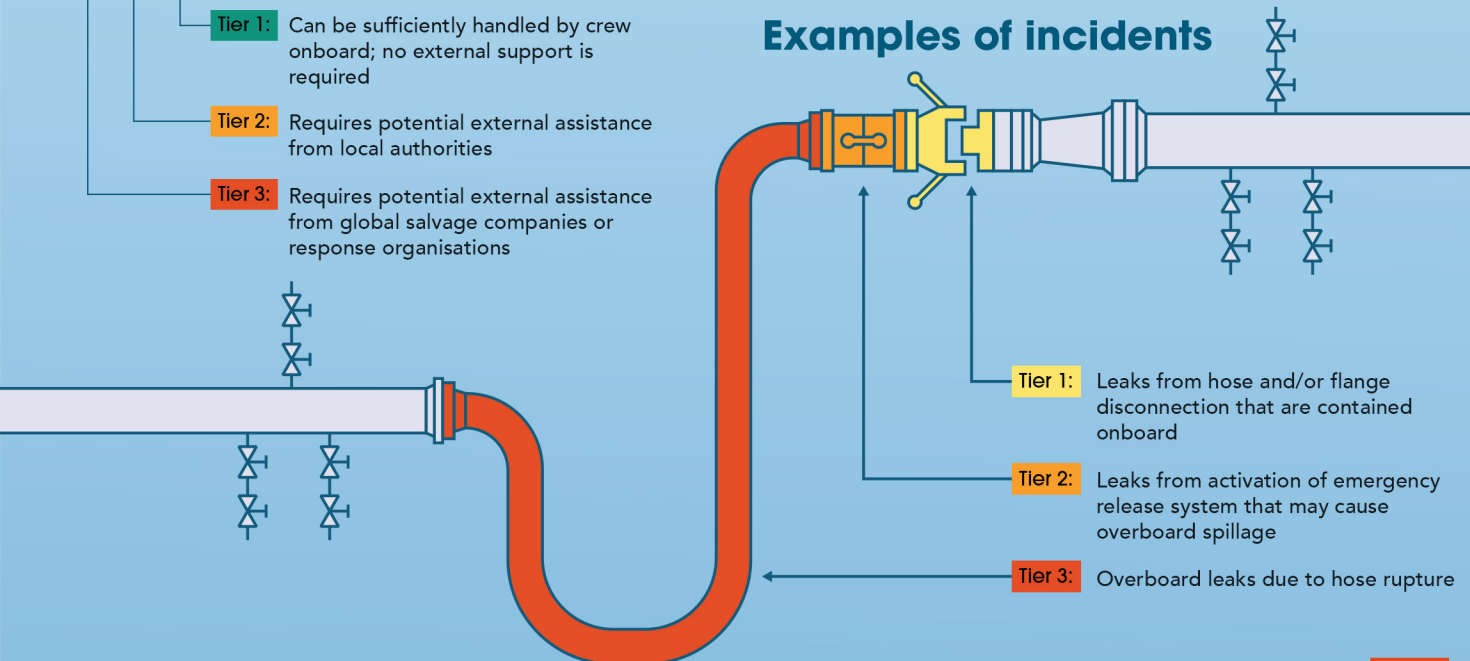 Tier 1: Can be sufficiently handled by crew
onboard; no external support is
required
Tier 2: Requires potential external assistance
from local authorities
Tier 3: Requires potential external assistance
from global salvage companies or
response organisations
Examples of incidents
Tier 1: Leaks from hose and/or flange
disconnection that are contained
onboard
Tier 2: Leaks from activation of emergency
release system that may cause
overboard spillage
Tier 3: Overboard leaks due to hose rupture